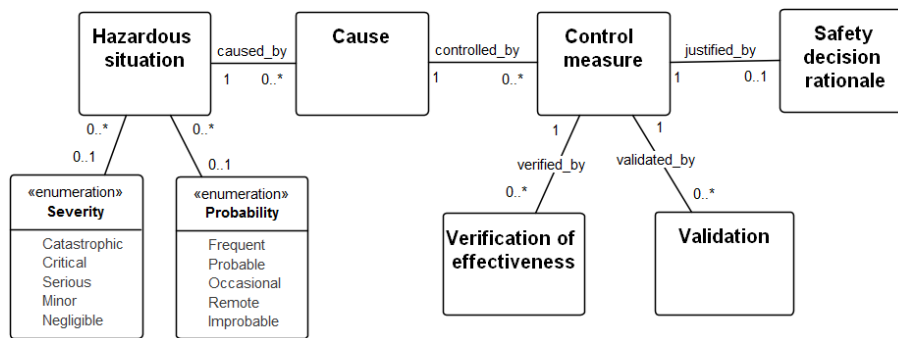 Hazardous
situation
caused_by
1
0..*
Cause
controlled_by
1
0..*
Control
measure
justified_by
1
0..1
Safety
decision
rationale
0..*
0..*
0..1
0..1
1
1
verified_by
validated_by
0..*
0..*
«enumeration»
Severity
Catastrophic
Critical
Serious
Minor
Negligible
«enumeration»
Probability
Frequent
Probable
Occasional
Remote
Improbable
Verification of
effectiveness
Validation